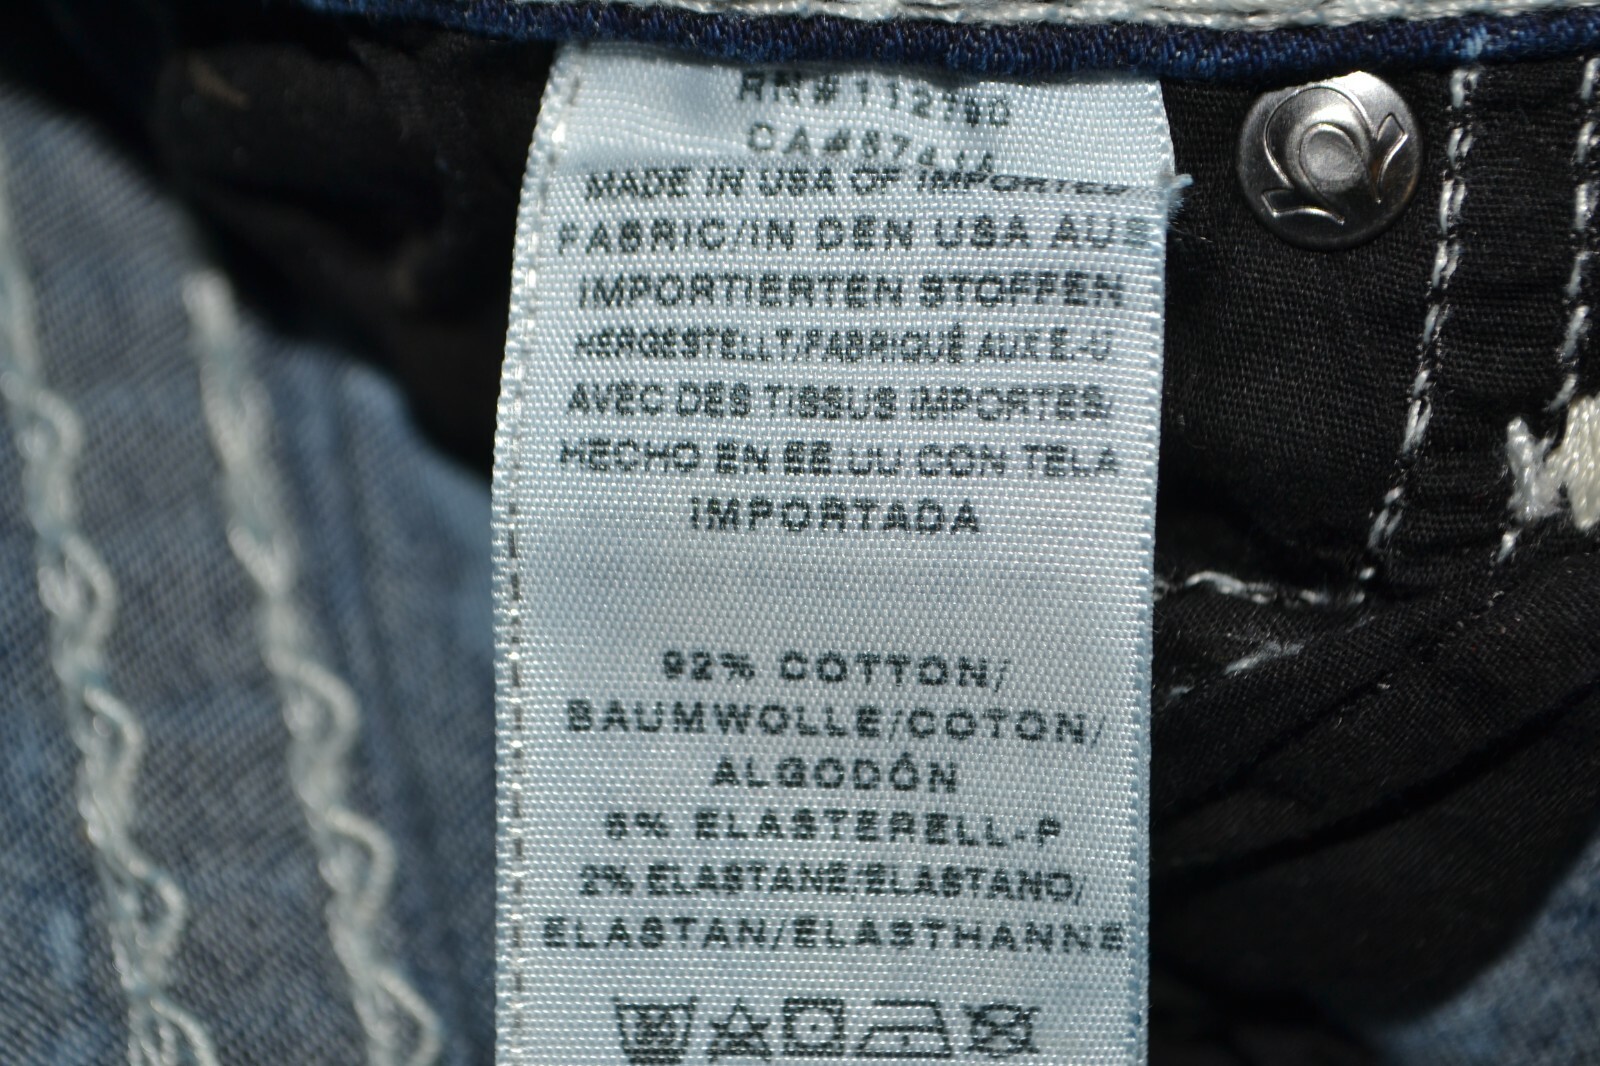 RN# 112790
CA#
MADE IN USA OF IMPORTED
FABRIC/IN DEN USA AUS
IMPORTIERTEN STOFFEN
HERGESTELLT/FABRIQUÉ AUX É.-U
AVEC DES TISSUS IMPORTES
HECHO EN EE.UU CON TELA
IMPORTADA
92% COTTON/
BAUMWOLLE/COTON/
ALGODÓN
6% ELASTERELL-P
2% ELASTANE/ELASTANO/
ELASTAN/ÉLASTHANNE